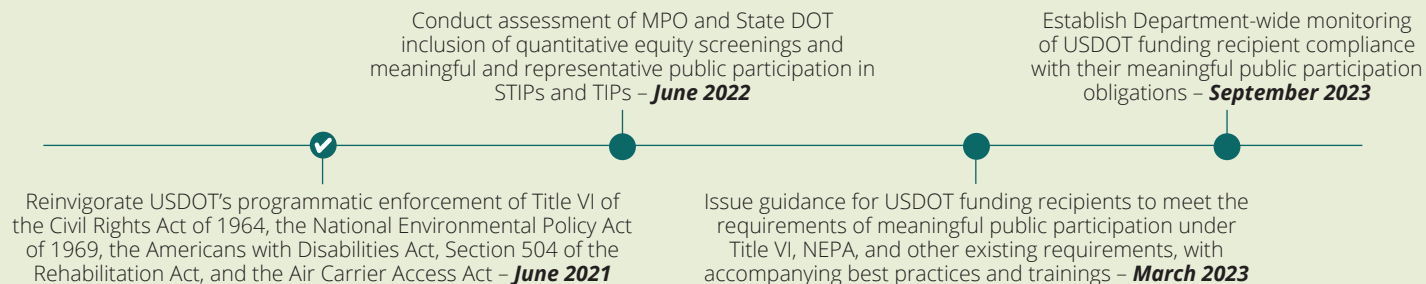 Conduct assessment of MPO and State DOT
inclusion of quantitative equity screenings and
meaningful and representative public participation in
STIPs and TIPs – June 2022
Establish Department-wide monitoring
of USDOT funding recipient compliance
with their meaningful public participation
obligations – September 2023
Reinvigorate USDOT’s programmatic enforcement of Title VI of
the Civil Rights Act of 1964, the National Environmental Policy Act
of 1969, the Americans with Disabilities Act, Section 504 of the
Rehabilitation Act, and the Air Carrier Access Act – June 2021
Issue guidance for USDOT funding recipients to meet the
requirements of meaningful public participation under
Title VI, NEPA, and other existing requirements, with
accompanying best practices and trainings – March 2023